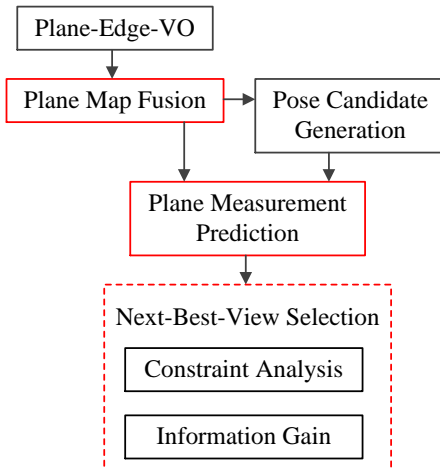 Plane-Edge-VO
Plane Map Fusion
Pose Candidate
Generation
Plane Measurement
Prediction
Next-Best-View Selection
Constraint Analysis
Information Gain